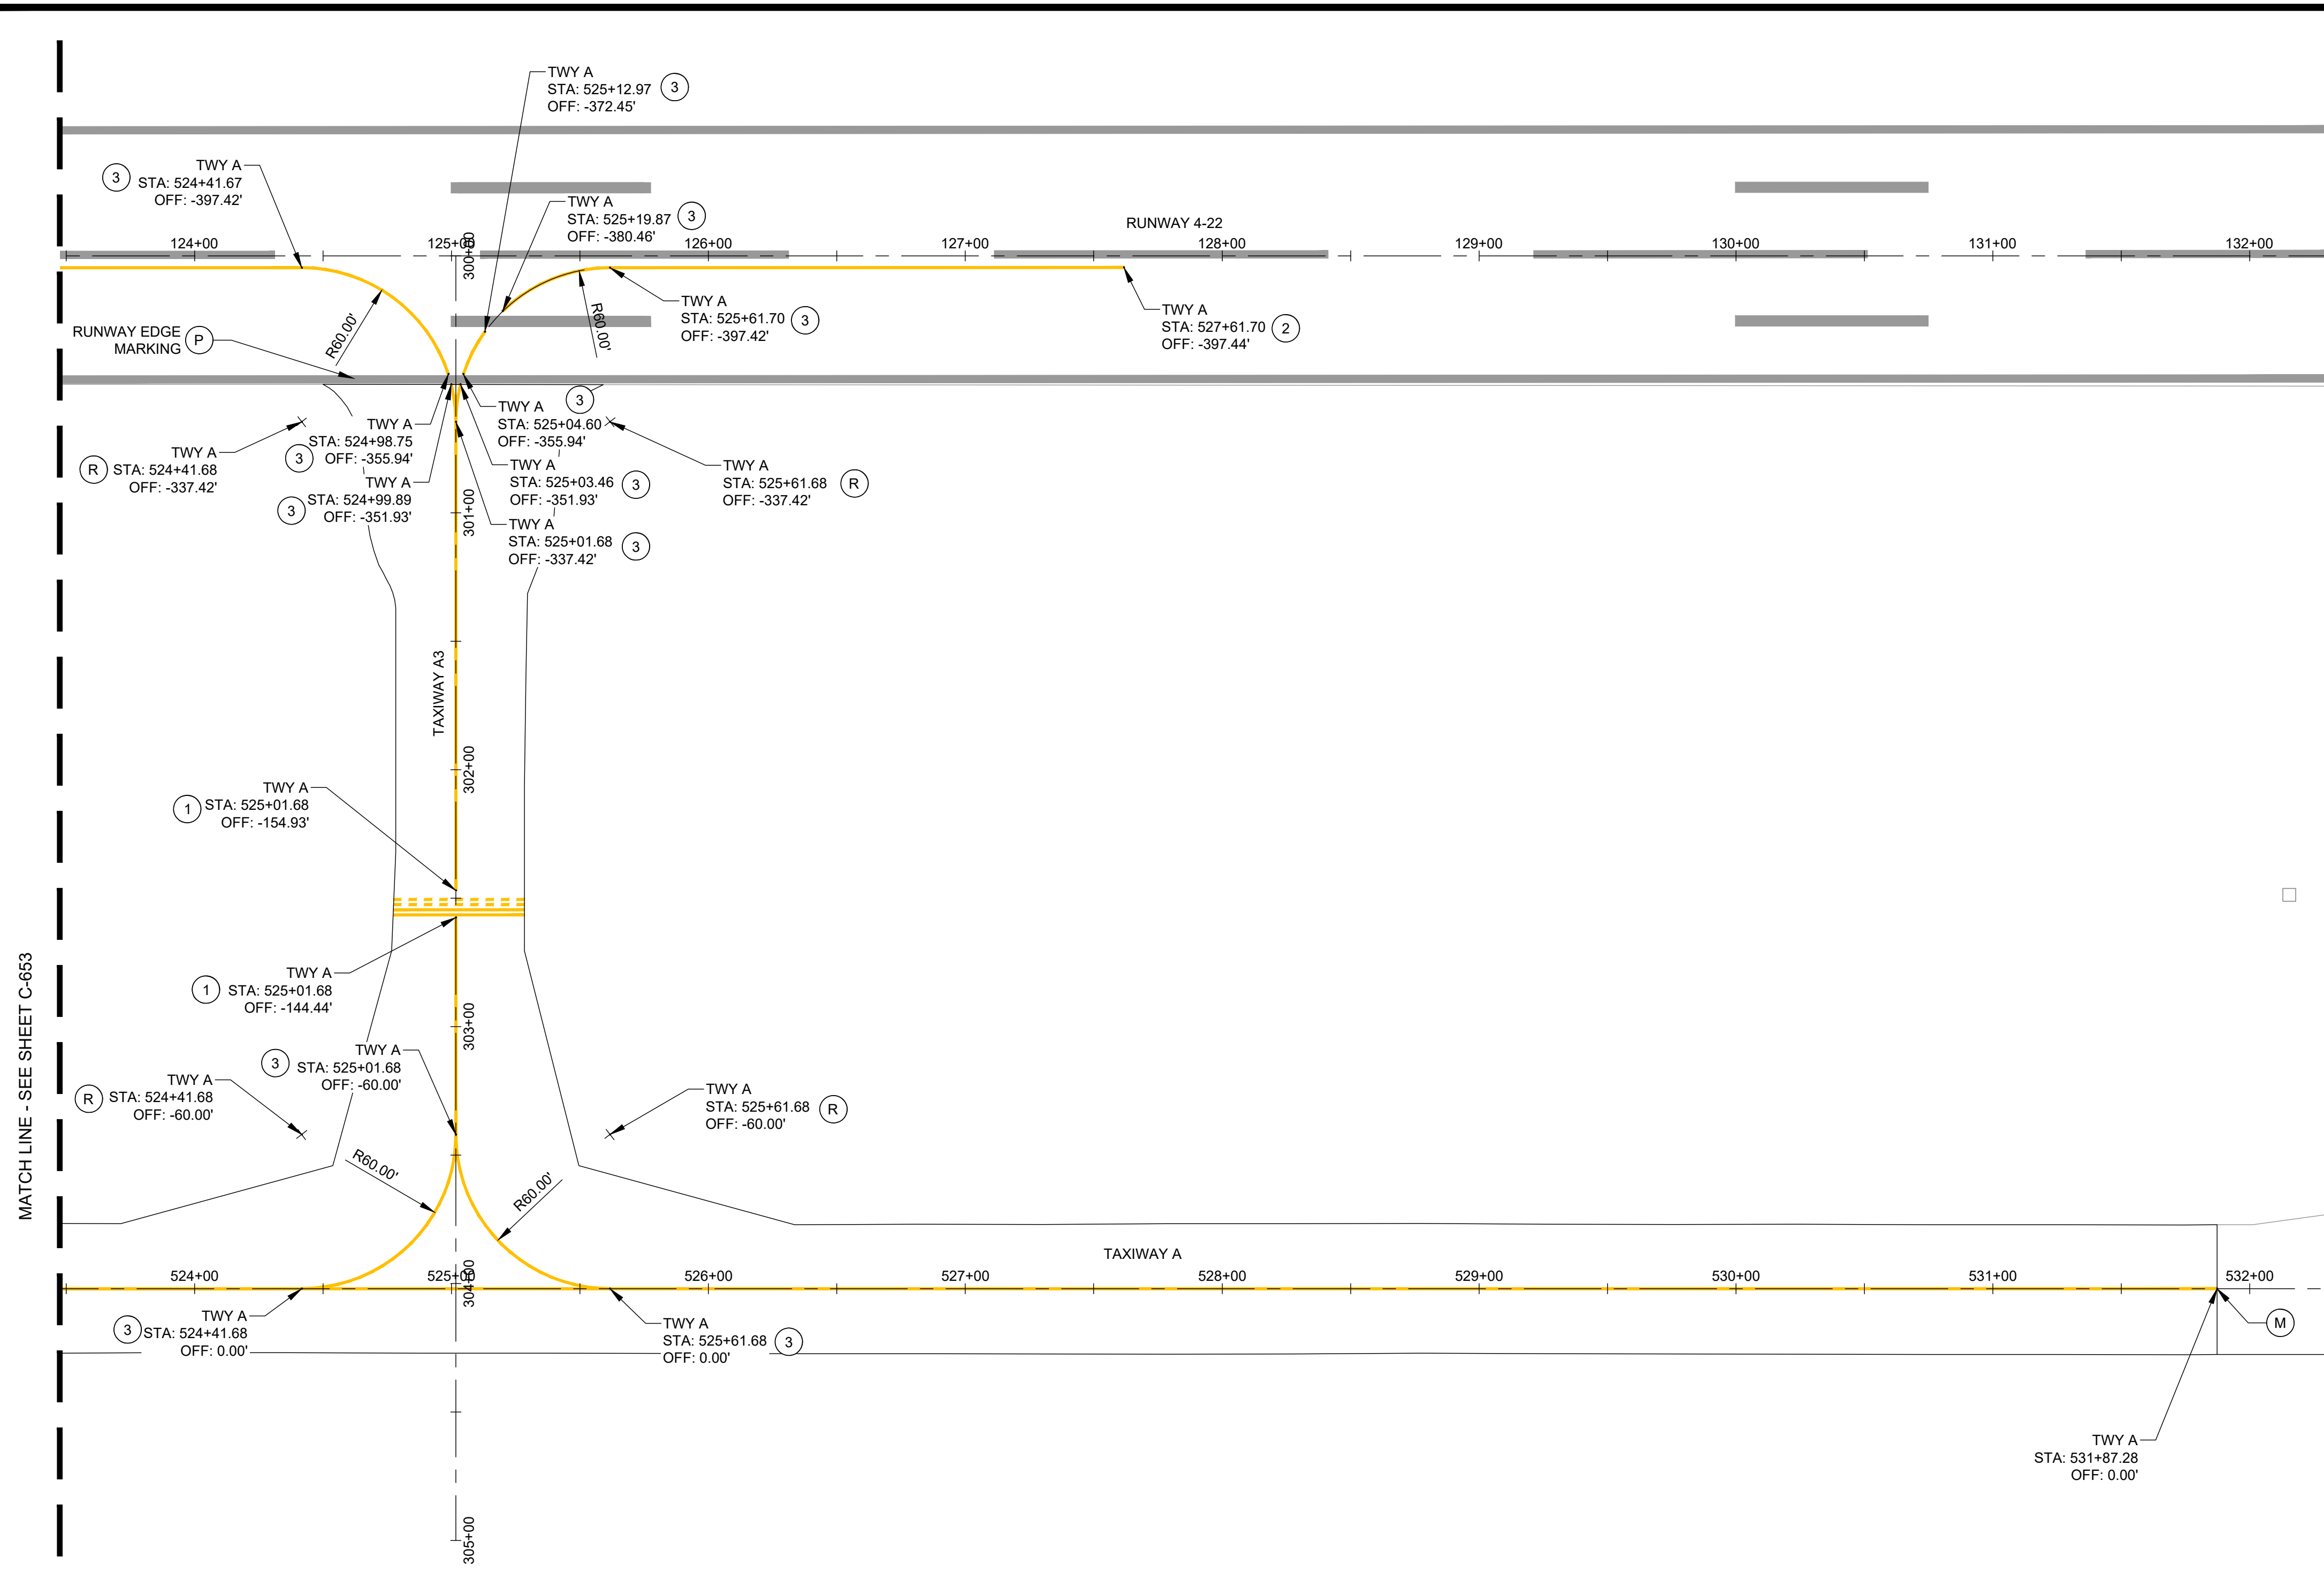 TWY A
STA: 525+12.97
OFF: -372.45'
3
TWY A
STA: 524+41.67
OFF: -397.42'
3
TWY A
STA: 525+19.87
OFF: -380.46'
3
RUNWAY 4-22
124+00
125+00
126+00
127+00
128+00
129+00
130+00
131+00
132+00
300+00
TWY A
STA: 525+61.70
OFF: -397.42'
3
TWY A
STA: 527+61.70
OFF: -397.44'
2
R60.00'
R60.00'
RUNWAY EDGE
MARKING
P
TWY A
STA: 525+04.60
OFF: -355.94'
3
TWY A
STA: 524+98.75
OFF: -355.94'
3
TWY A
STA: 524+41.68
OFF: -337.42'
R
TWY A
STA: 525+03.46
OFF: -351.93'
3
TWY A
STA: 525+61.68
OFF: -337.42'
R
TWY A
STA: 524+99.89
OFF: -351.93'
3
301+00
TWY A
STA: 525+01.68
OFF: -337.42'
3
TAXIWAY A3
302+00
TWY A
STA: 525+01.68
OFF: -154.93'
1
TWY A
STA: 525+01.68
OFF: -144.44'
1
MATCH LINE - SEE SHEET C-653
303+00
TWY A
STA: 525+01.68
OFF: -60.00'
3
TWY A
STA: 524+41.68
OFF: -60.00'
R
TWY A
STA: 525+61.68
OFF: -60.00'
R
R60.00'
R60.00'
TAXIWAY A
524+00
525+00
526+00
527+00
528+00
529+00
530+00
531+00
532+00
304+00
TWY A
STA: 524+41.68
OFF: 0.00'
3
TWY A
STA: 525+61.68
OFF: 0.00'
3
M
TWY A
STA: 531+87.28
OFF: 0.00'
305+00